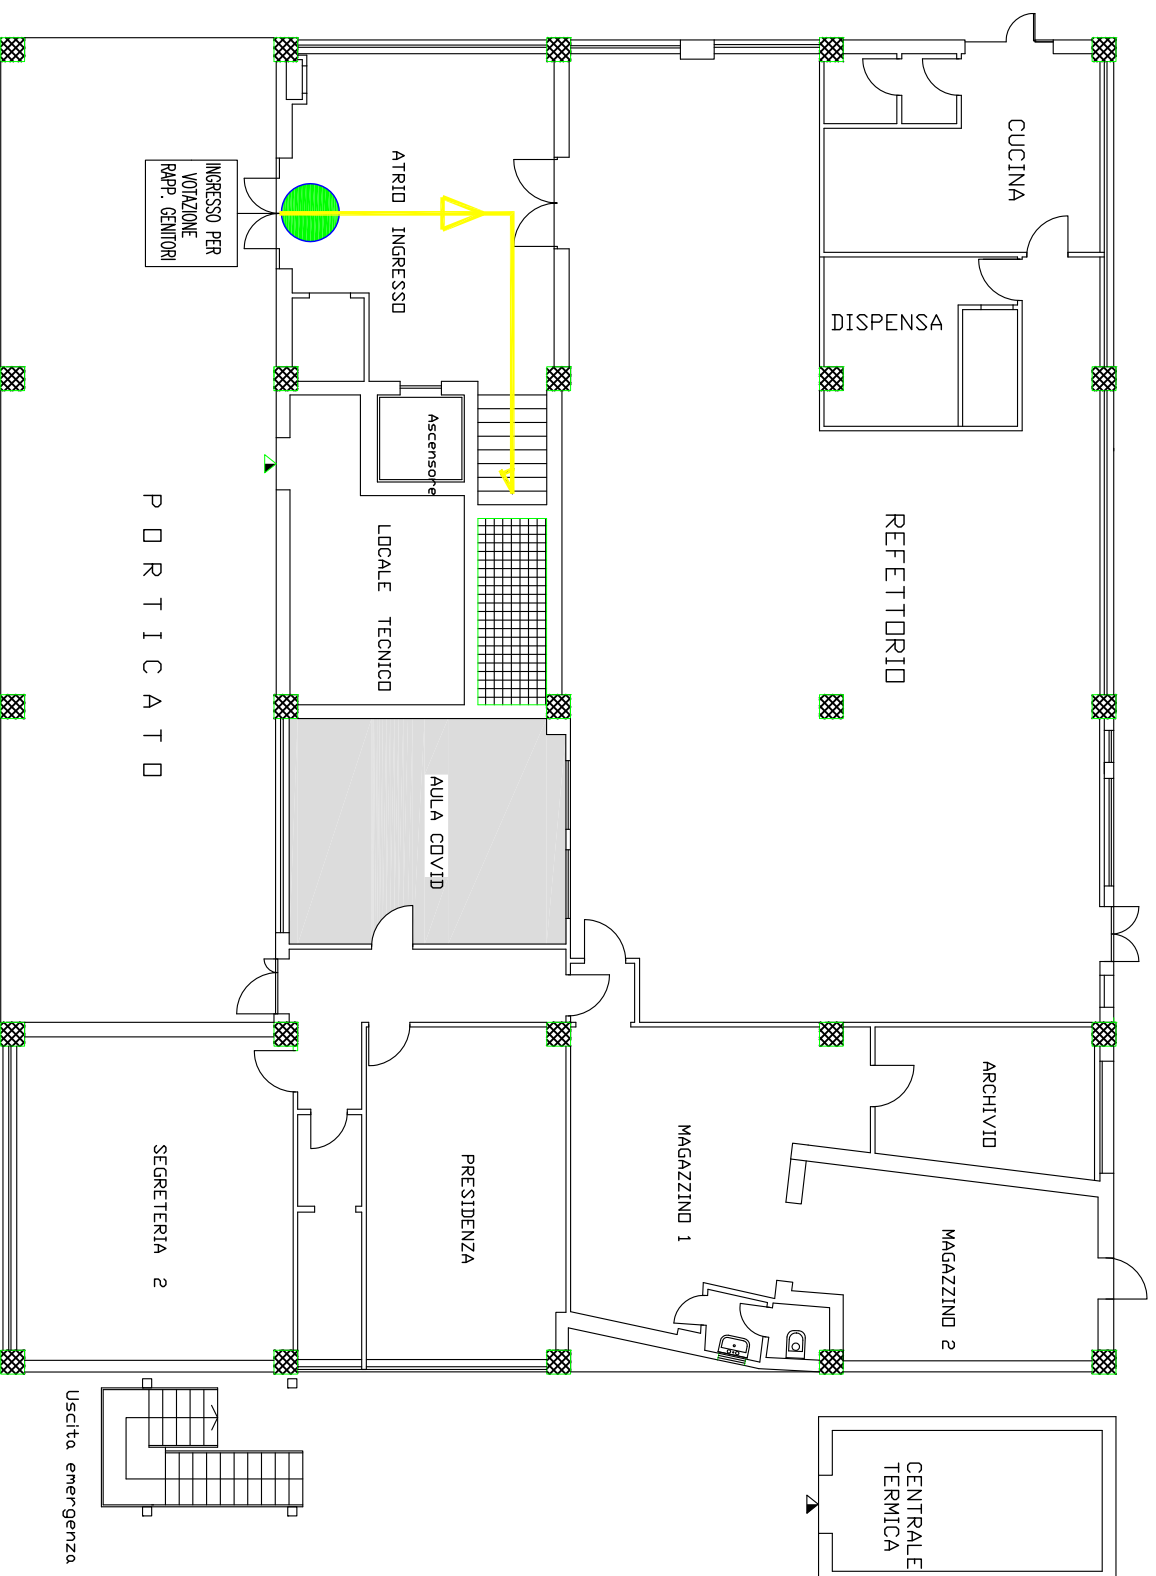 CUCINA
DISPENSA
REFETTORIO
ATRIO INGRESSO
INGRESSO PER
VOTAZIONE
RAPP. GENITORI
Ascensore
LOCALE TECNICO
PORTICATO
AULA COVID
ARCHIVIO
MAGAZZINO 1
MAGAZZINO 2
PRESIDENZA
SEGRETERIA 2
CENTRALE
TERMICA
Uscita emergenza